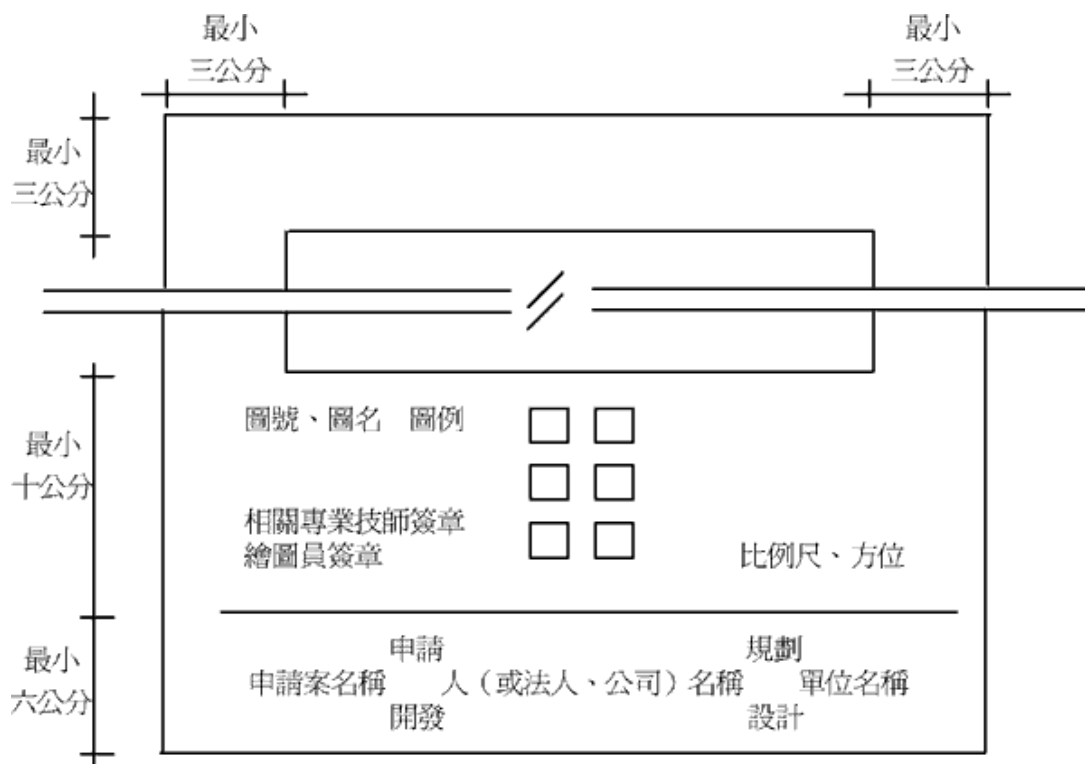 最小
三公分
最小
三公分
最小
三公分
圖號、圖名 圖例
最小
十公分
相關專業技師簽章
繪圖員簽章
比例尺、方位
最小
六公分
申請 規劃
申請案名稱 人（或法人、公司）名稱 單位名稱
開發 設計